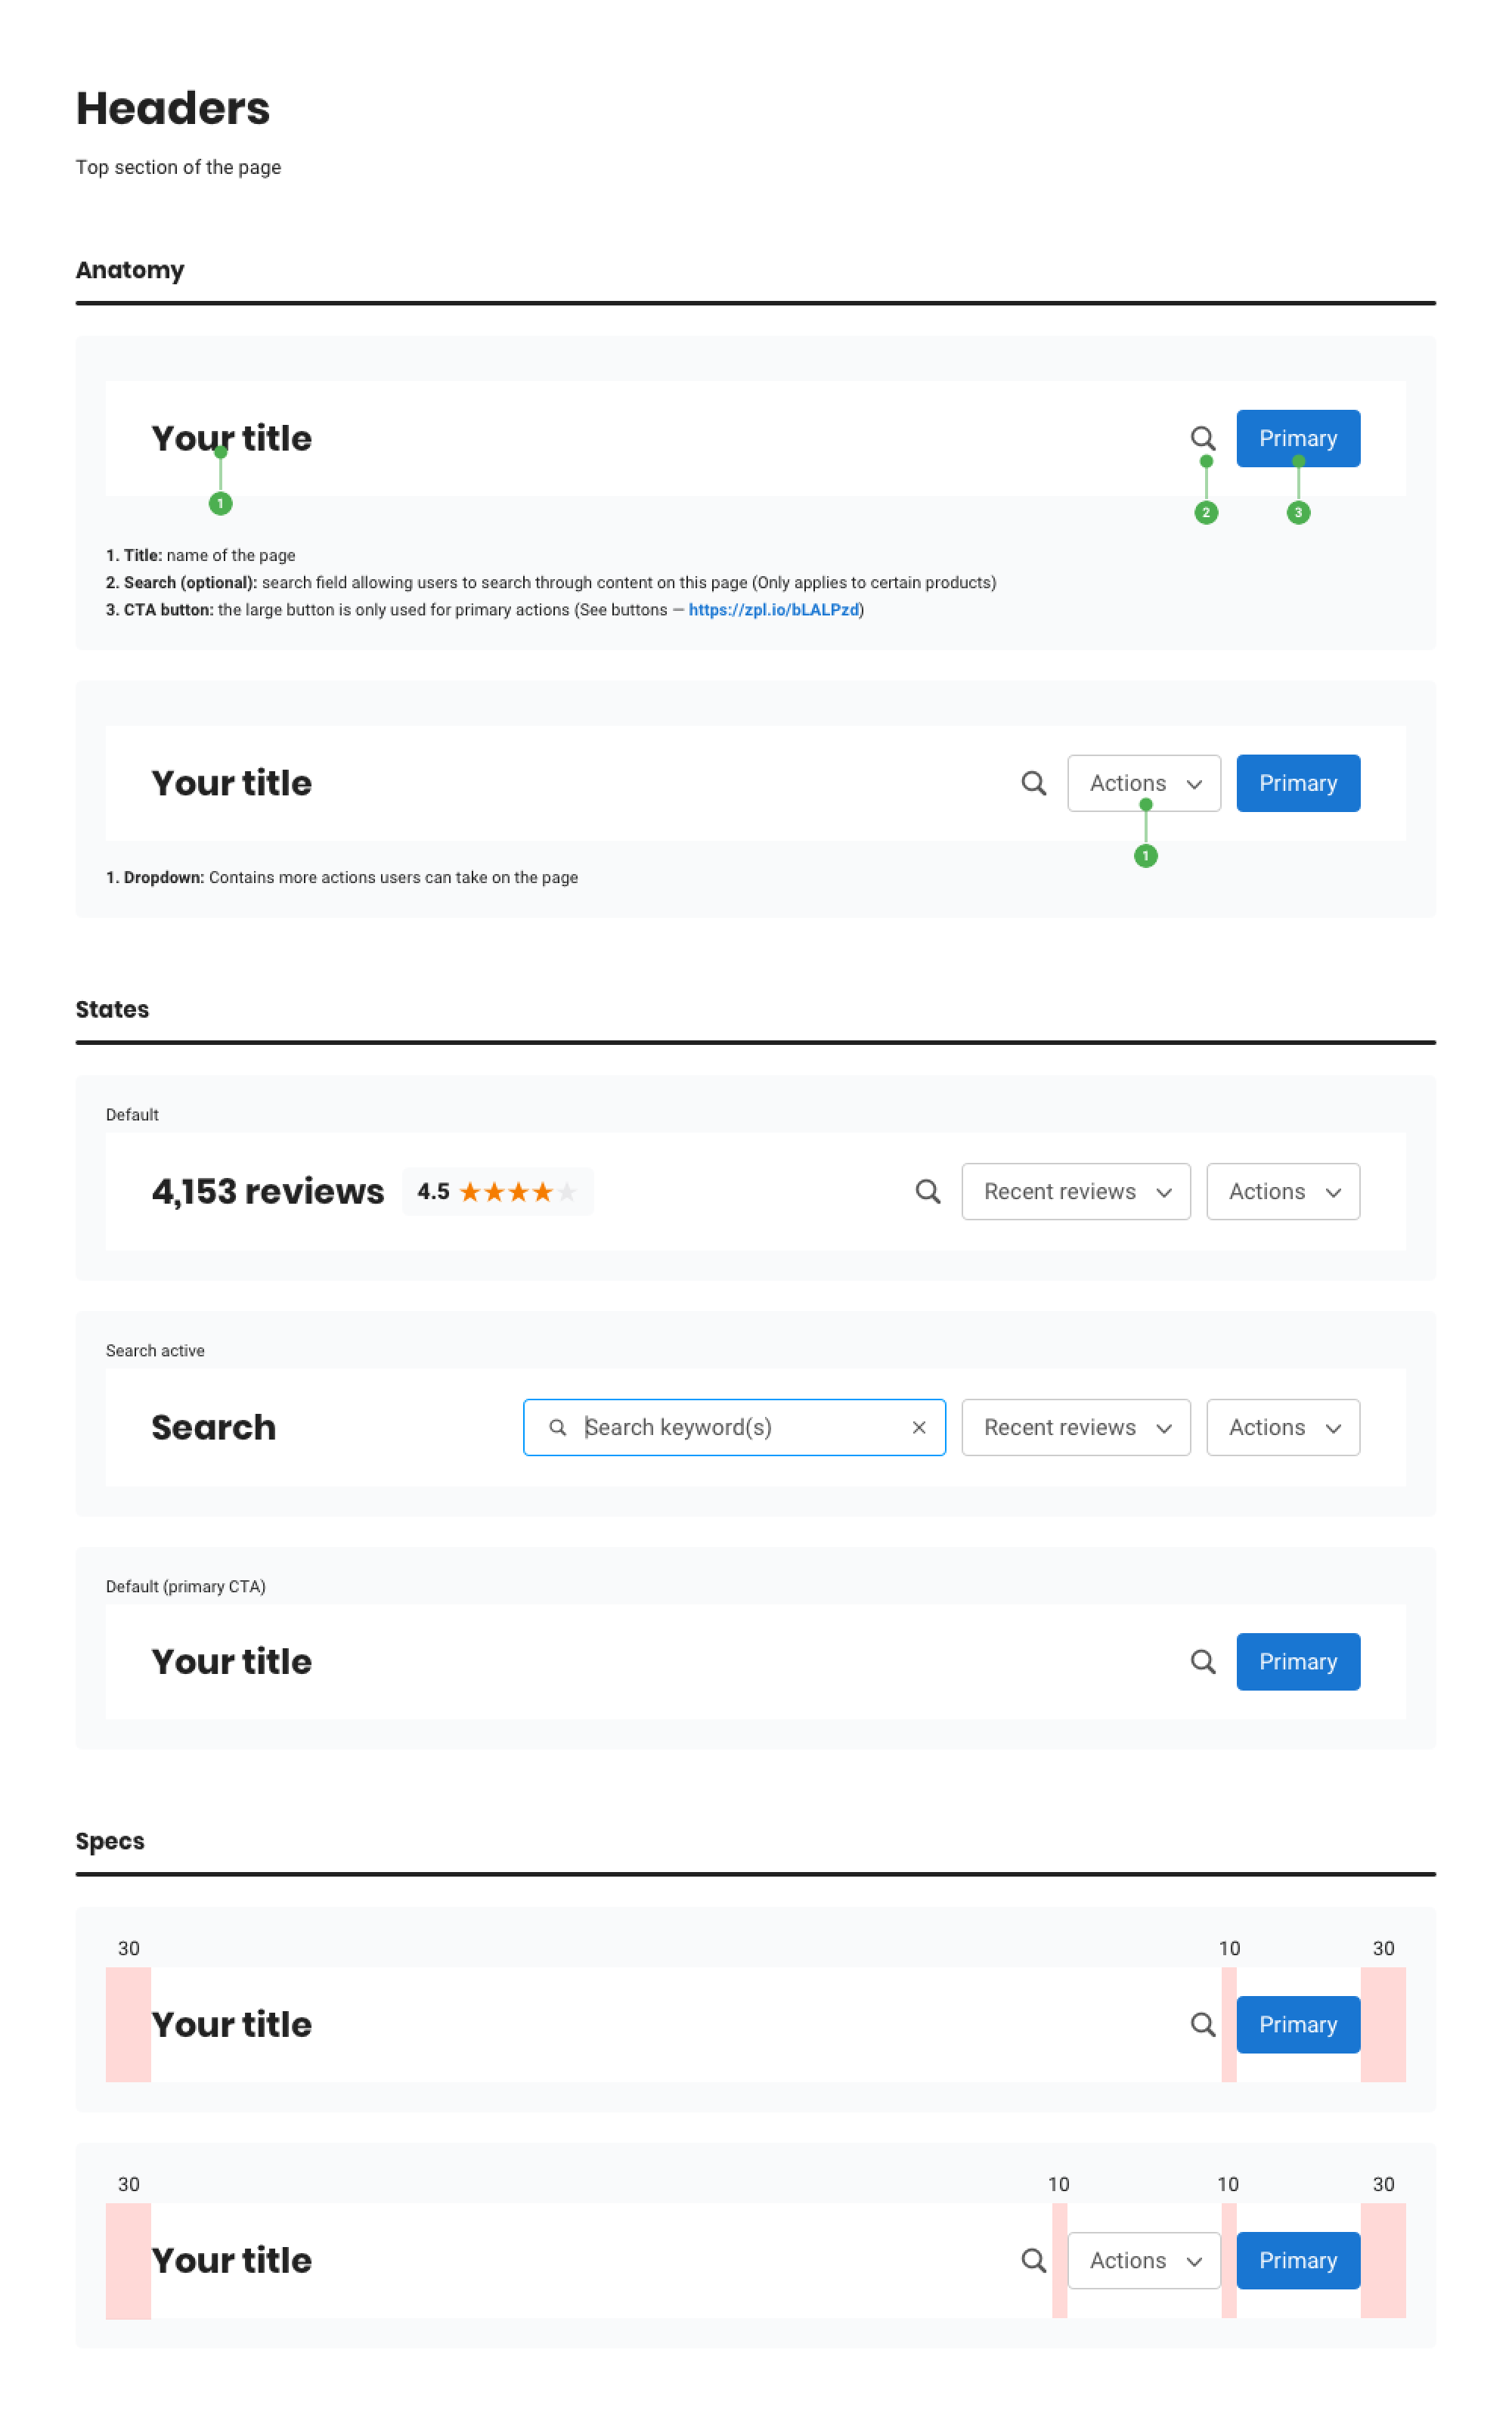 Headers
Top section of the page
Anatomy
Your title
Primary
1
2
3
1. Title: name of the page
2. Search (optional): search field allowing users to search through content on this page (Only applies to certain products)
3. CTA button: the large button is only used for primary actions (See buttons — https://zpl.io/bLALPzd)
Your title
Actions
Primary
1
1. Dropdown: Contains more actions users can take on the page
States
Default
4,153 reviews
4.5
Recent reviews
Actions
Search active
Search
Search keyword(s)
Recent reviews
Actions
Default (primary CTA)
Your title
Primary
Specs
30
10
30
Your title
Primary
30
10
10
30
Your title
Actions
Primary